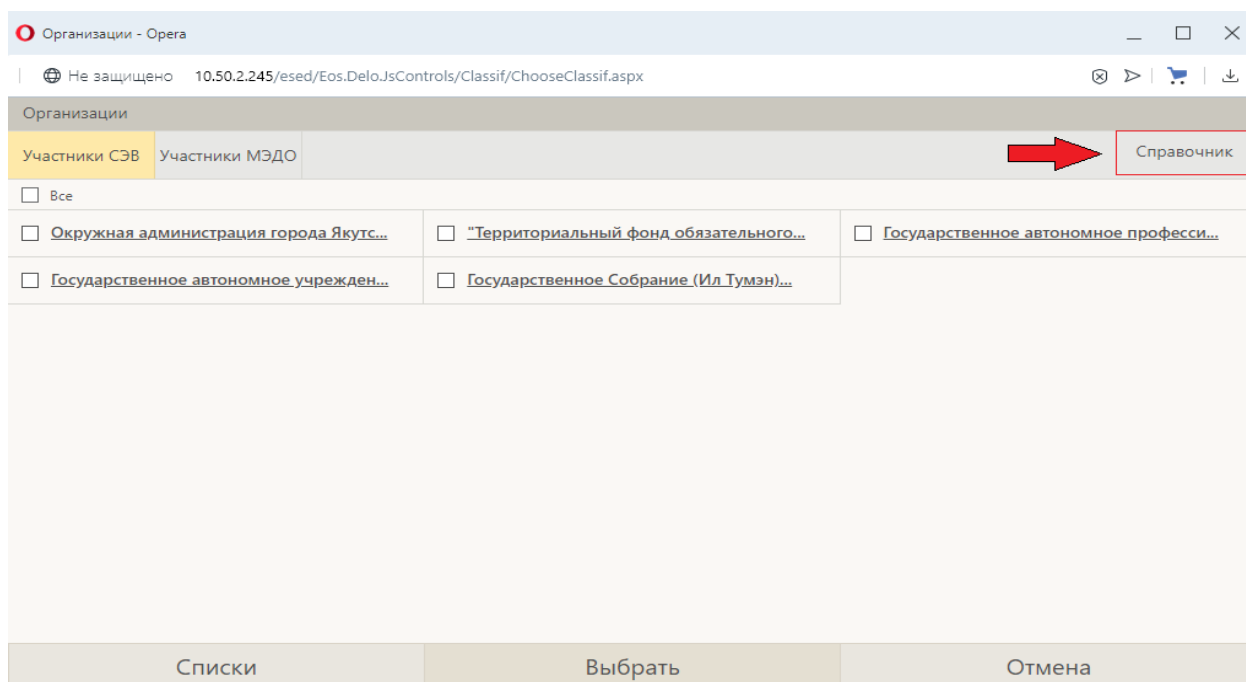 Организации - Opera
Не защищено 10.50.2.245/esed/Eos.Delo.JsControls/Classif/ChooseClassif.aspx
Организации
Участники СЭВ Участники МЭДО Справочник
Все
Окружная администрация города Якутс... "Территориальный фонд обязательного... Государственное автономное професси...
Государственное автономное учрежден... Государственное Собрание (Ил Тумэн)...
Списки Выбрать Отмена